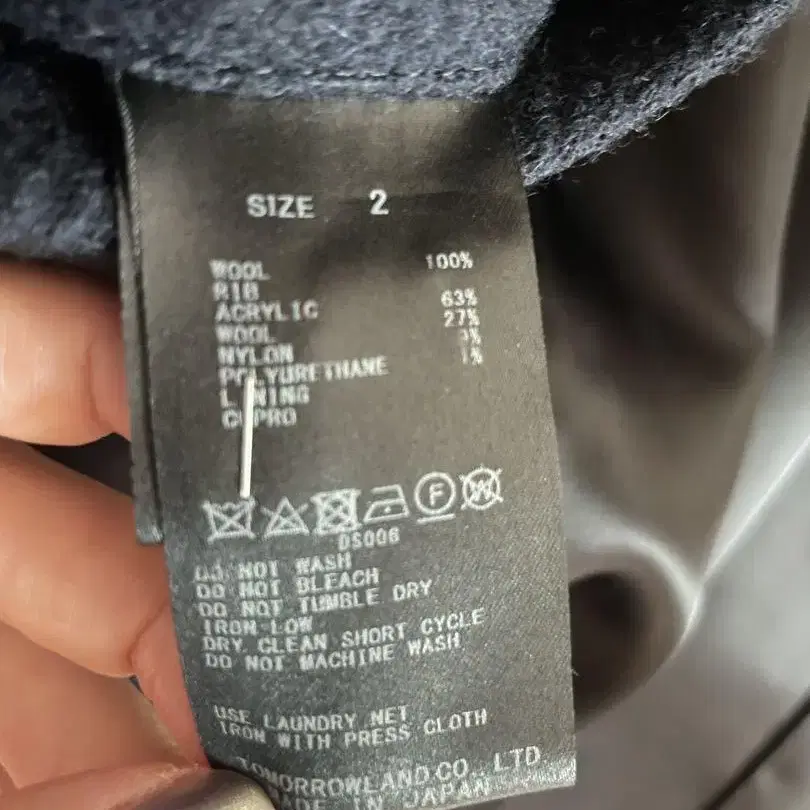 SIZE 2
WOOL 100%
RIB
ACRYLIC 63%
WOOL 27%
NYLON
POLYURETHANE
LINING
CUPRO
F W
DS006
DO NOT WASH
DO NOT BLEACH
DO NOT TUMBLE DRY
IRON LOW
DRY CLEAN SHORT CYCLE
DO NOT MACHINE WASH
USE LAUNDRY NET
IRON WITH PRESS CLOTH
TOMORROWLAND CO., LTD
MADE IN JAPAN